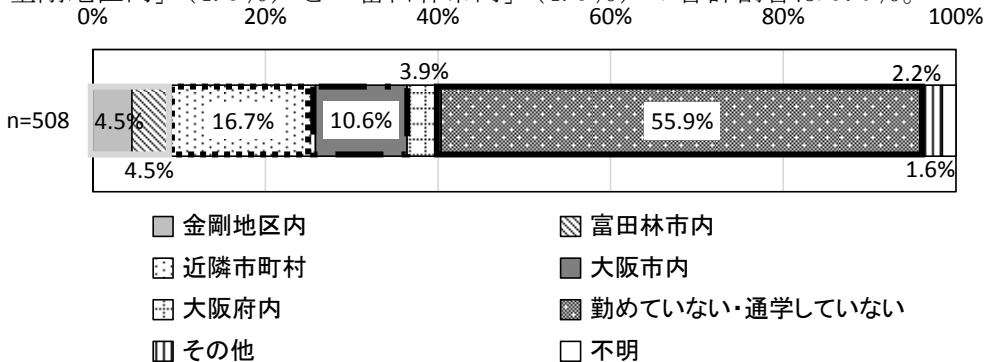 0% 20% 40% 60% 80% 100%
3.9% 2.2%
n=508 4.5% 16.7% 10.6% 55.9%
4.5% 1.6%
金剛地区内 富田林市内
近隣市町村 大阪市内
大阪府内 勤めていない・通学していない
その他 不明